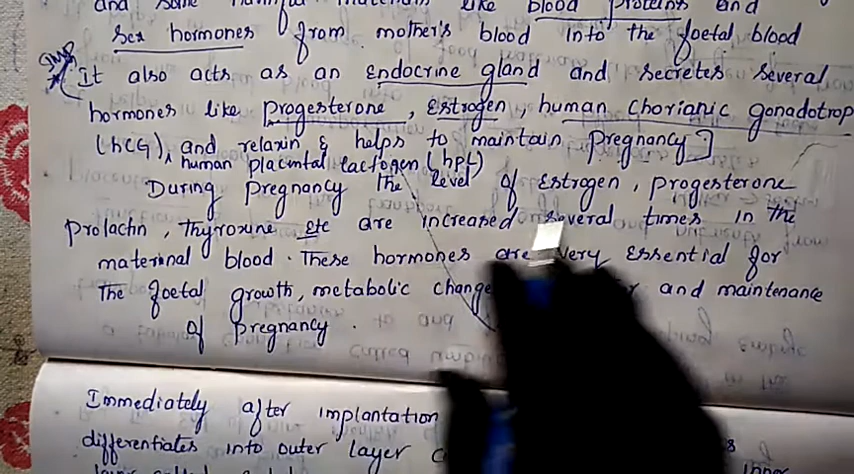 and some harmful materials like blood proteins and
sex hormones from mother's blood into the foetal blood
Imp
It also acts as an endocrine gland and secretes several
hormones like progesterone, estrogen, human chorianic gonadotrop
(hCG), and relaxin & helps to maintain pregnancy]
human placental lactogen (hpL)
During pregnancy the level of estrogen, progesterone
prolactin, thyroxine etc are increased several times in the
maternal blood. These hormones are very essential for
the foetal growth, metabolic change and maintenance
of pregnancy.
Immediately after implantation
differentiates into outer layer